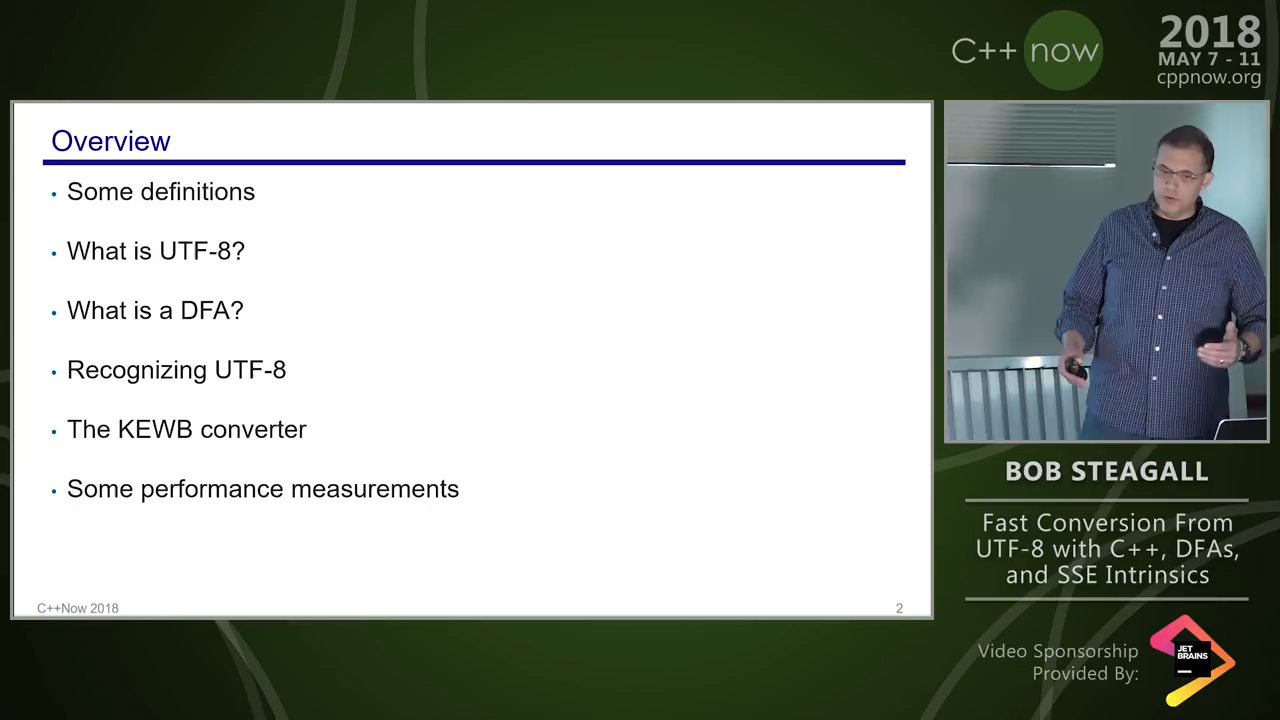 C++ now
2018
MAY 7 - 11
cppnow.org
Overview
• Some definitions
• What is UTF-8?
• What is a DFA?
• Recognizing UTF-8
• The KEWB converter
• Some performance measurements
C++Now 2018
2
BOB STEAGALL
Fast Conversion From
UTF-8 with C++, DFAs,
and SSE Intrinsics
Video Sponsorship
Provided By:
JET
BRAINS